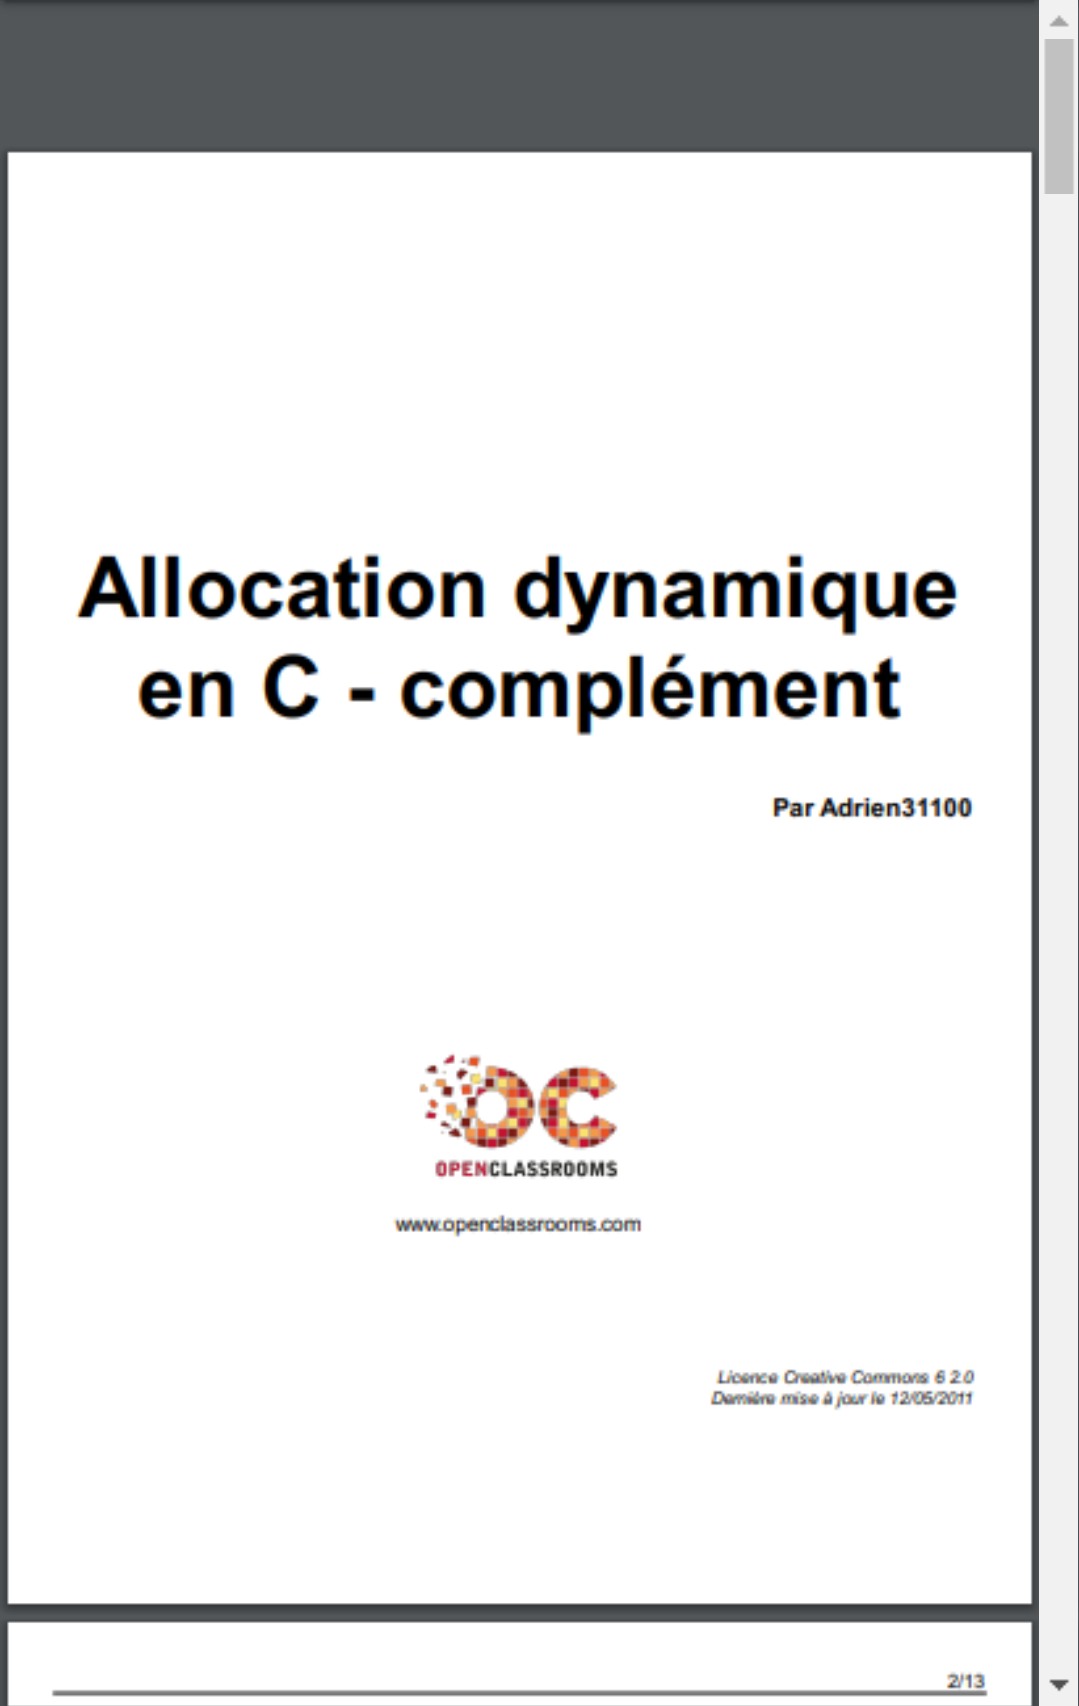 Allocation dynamique
en C - complément
Par Adrien31100
OC
OPENCLASSROOMS
www.openclassrooms.com
Licence Creative Commons 6 2.0
Dernière mise à jour le 12/05/2011
2/13